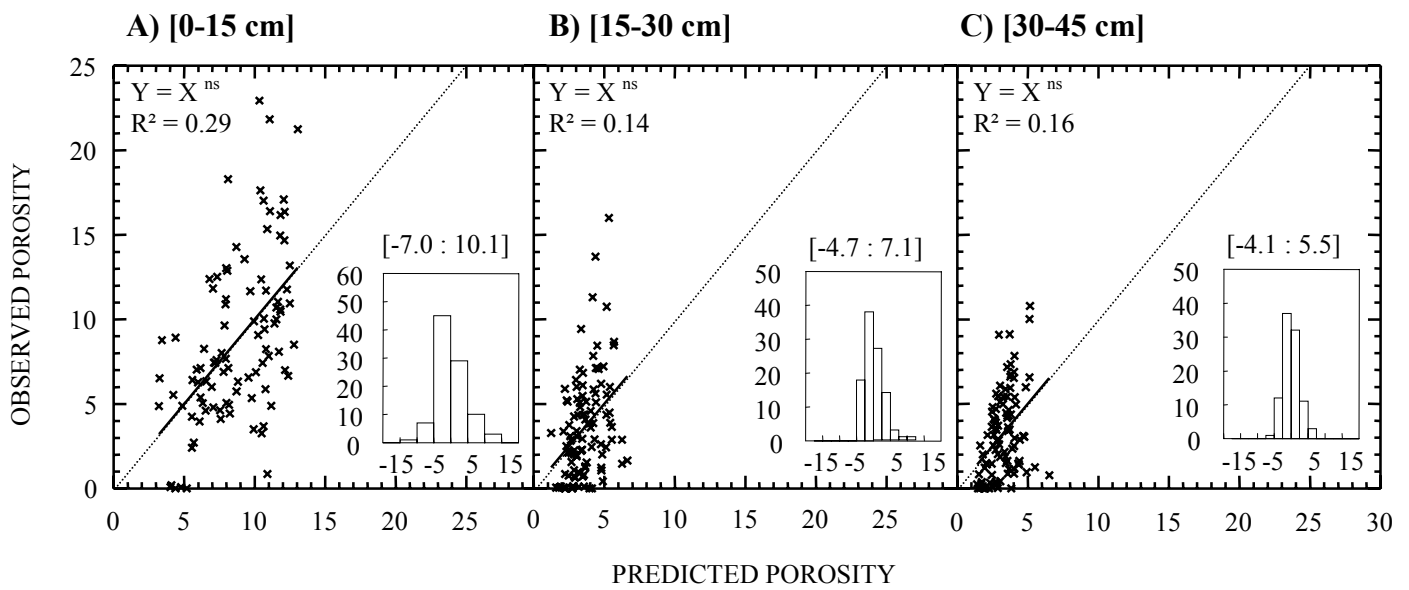 A) [0-15 cm]
B) [15-30 cm]
C) [30-45 cm]
OBSERVED POROSITY
25
20
15
10
5
0
Y = X ns
R² = 0.29
[-7.0 : 10.1]
60
50
40
30
20
10
0
-15 -5 5 15
0 5 10 15 20 25
Y = X ns
R² = 0.14
[-4.7 : 7.1]
50
40
30
20
10
0
-15 -5 5 15
0 5 10 15 20 25
Y = X ns
R² = 0.16
[-4.1 : 5.5]
50
40
30
20
10
0
-15 -5 5 15
0 5 10 15 20 25 30
PREDICTED POROSITY